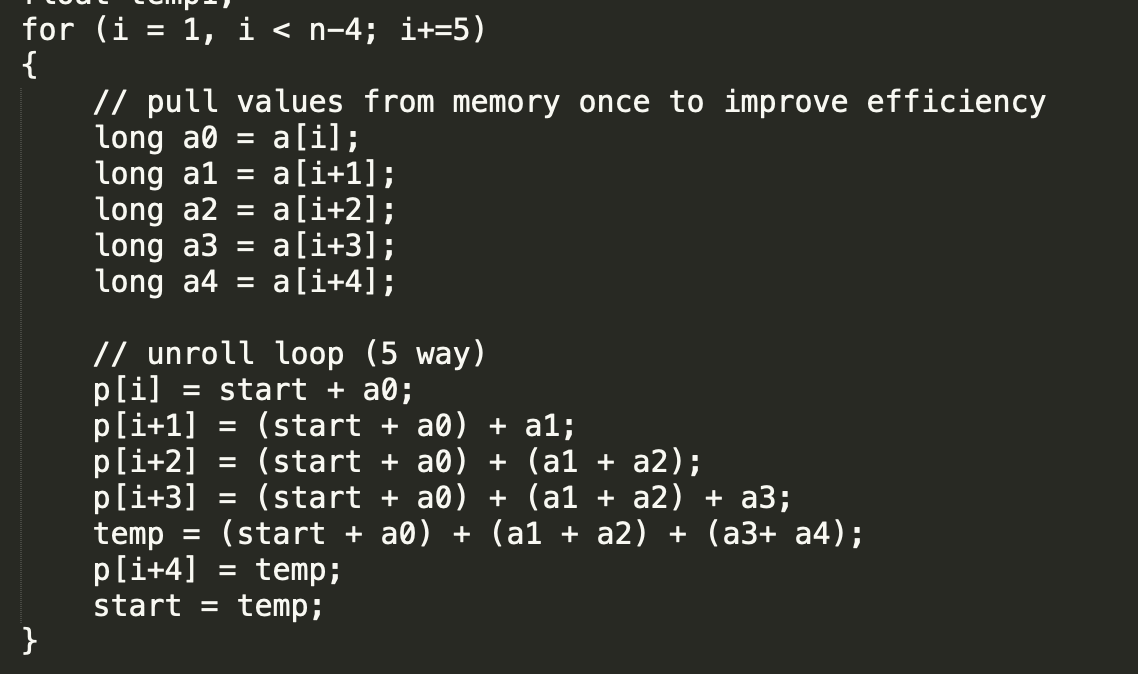 for (i = 1, i < n-4; i+=5)
{
    // pull values from memory once to improve efficiency
    long a0 = a[i];
    long a1 = a[i+1];
    long a2 = a[i+2];
    long a3 = a[i+3];
    long a4 = a[i+4];

    // unroll loop (5 way)
    p[i] = start + a0;
    p[i+1] = (start + a0) + a1;
    p[i+2] = (start + a0) + (a1 + a2);
    p[i+3] = (start + a0) + (a1 + a2) + a3;
    temp = (start + a0) + (a1 + a2) + (a3+ a4);
    p[i+4] = temp;
    start = temp;
}